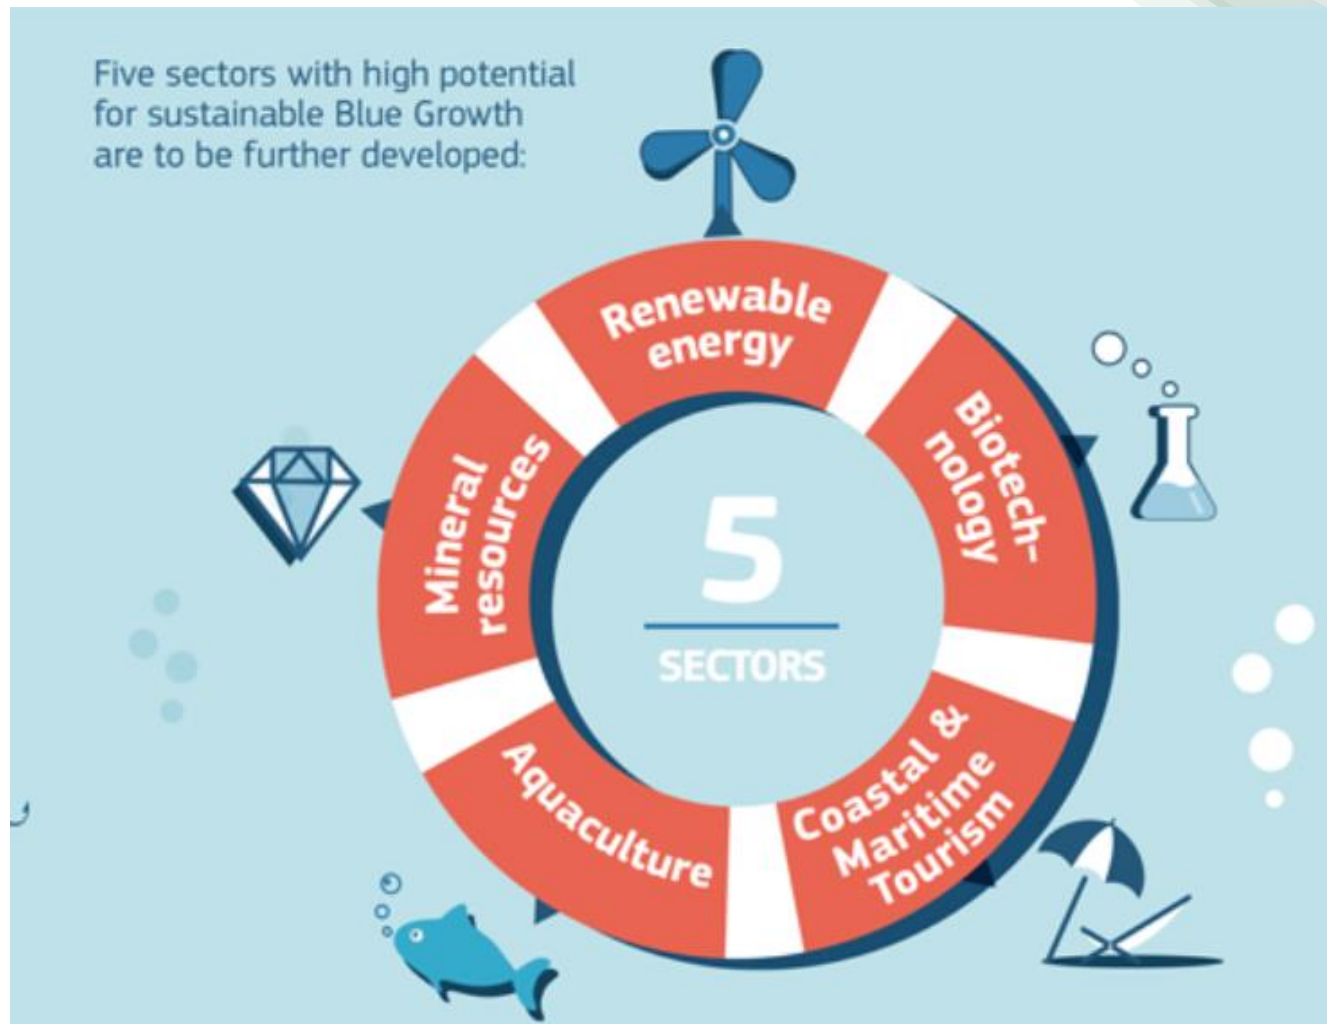 Five sectors with high potential
for sustainable Blue Growth
are to be further developed:
Renewable
energy
Biotech-
nology
Coastal &
Maritime
Tourism
Aquaculture
Mineral
resources
5
SECTORS